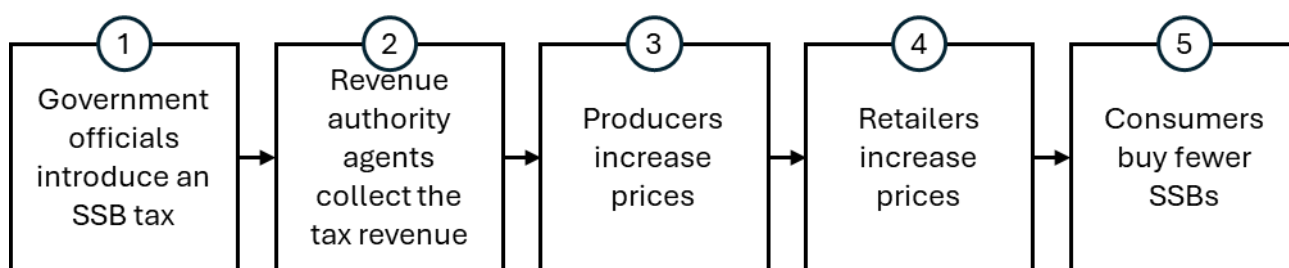 1
Government
officials
introduce an
SSB tax
2
Revenue
authority
agents
collect the
tax revenue
3
Producers
increase
prices
4
Retailers
increase
prices
5
Consumers
buy fewer
SSBs